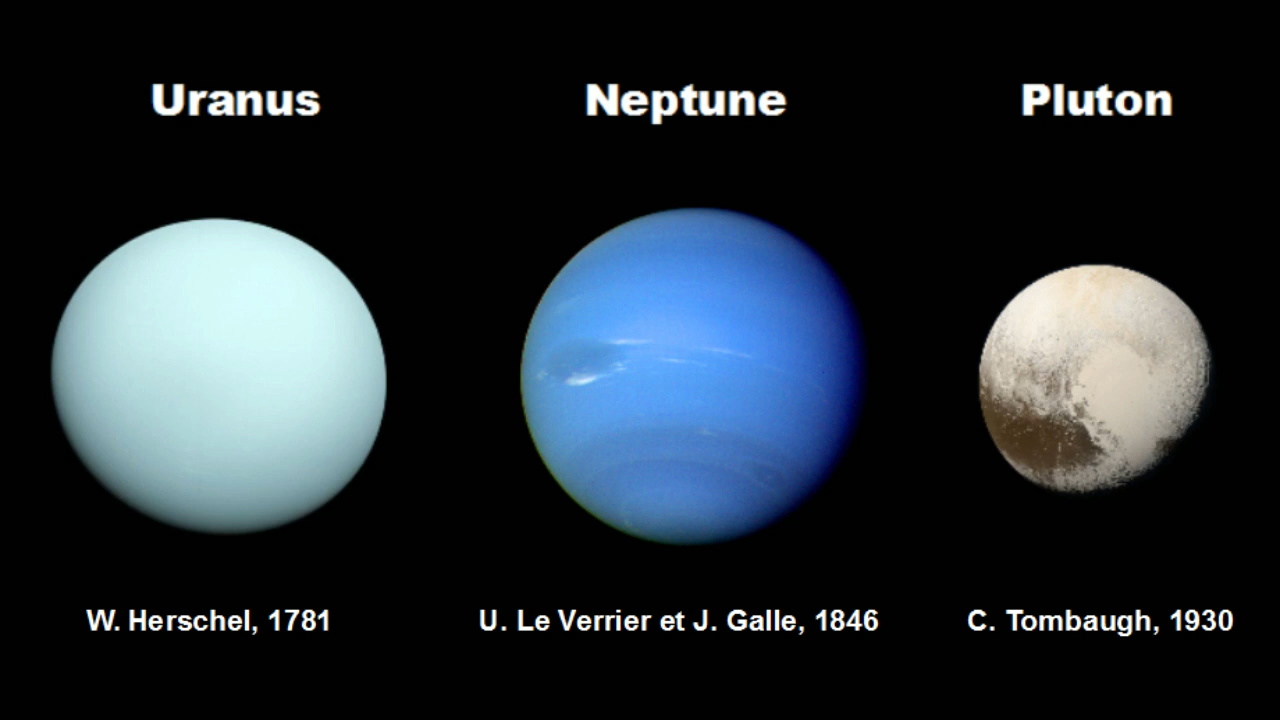 Uranus
Neptune
Pluton
W. Herschel, 1781
U. Le Verrier et J. Galle, 1846
C. Tombaugh, 1930